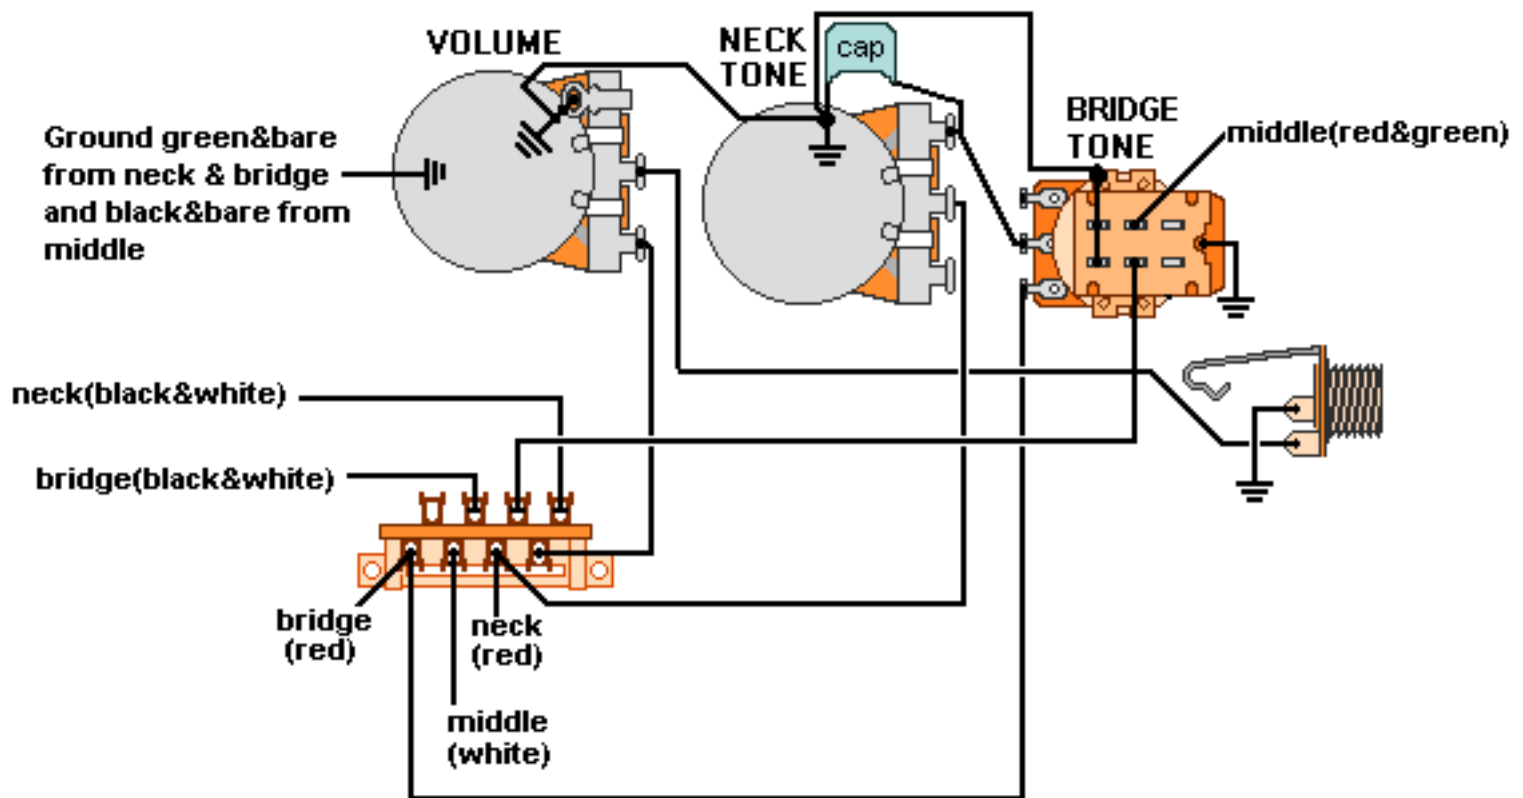 VOLUME
NECK
TONE
cap
BRIDGE
TONE
middle(red&green)
Ground green&bare
from neck & bridge
and black&bare from
middle
neck(black&white)
bridge(black&white)
bridge
(red)
neck
(red)
middle
(white)